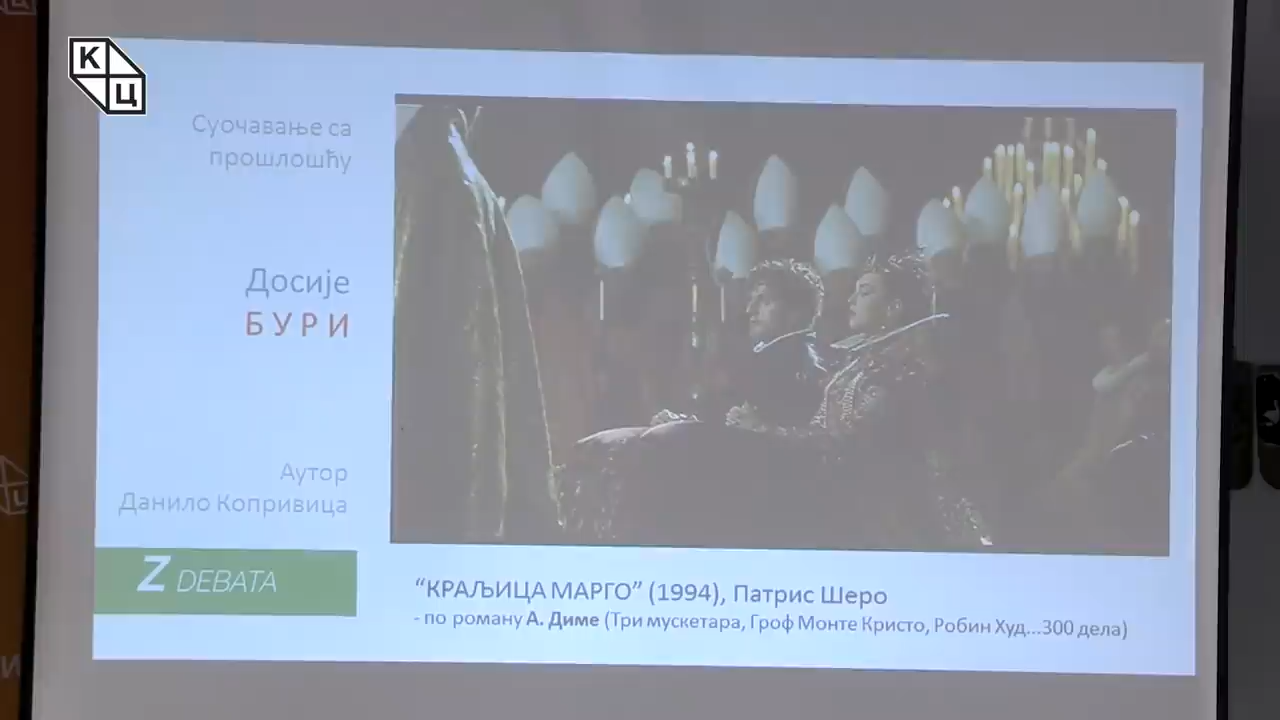 К
Ц
Суочавање са
прошлошћу
Досије
БУРИ
Аутор
Данило Копривица
Z DEBATA
“КРАЉИЦА МАРГО” (1994), Патрис Шеро
- по роману А. Диме (Три мускетара, Гроф Монте Кристо, Робин Худ...300 дела)
Ц
И